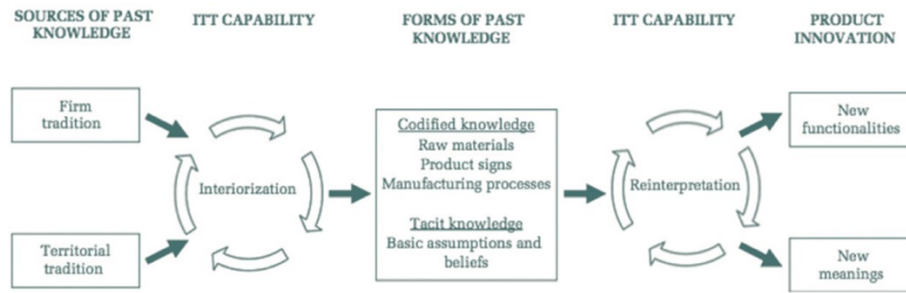 SOURCES OF PAST
KNOWLEDGE
ITT CAPABILITY
FORMS OF PAST
KNOWLEDGE
ITT CAPABILITY
PRODUCT
INNOVATION
Firm
tradition
Territorial
tradition
Interiorization
Codified knowledge
Raw materials
Product signs
Manufacturing processes
Tacit knowledge
Basic assumptions and
beliefs
Reinterpretation
New
functionalities
New
meanings